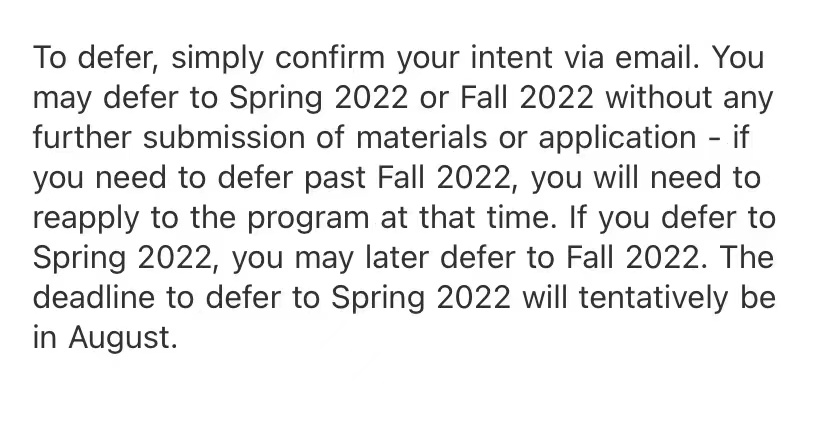 To defer, simply confirm your intent via email. You
may defer to Spring 2022 or Fall 2022 without any
further submission of materials or application - if
you need to defer past Fall 2022, you will need to
reapply to the program at that time. If you defer to
Spring 2022, you may later defer to Fall 2022. The
deadline to defer to Spring 2022 will tentatively be
in August.